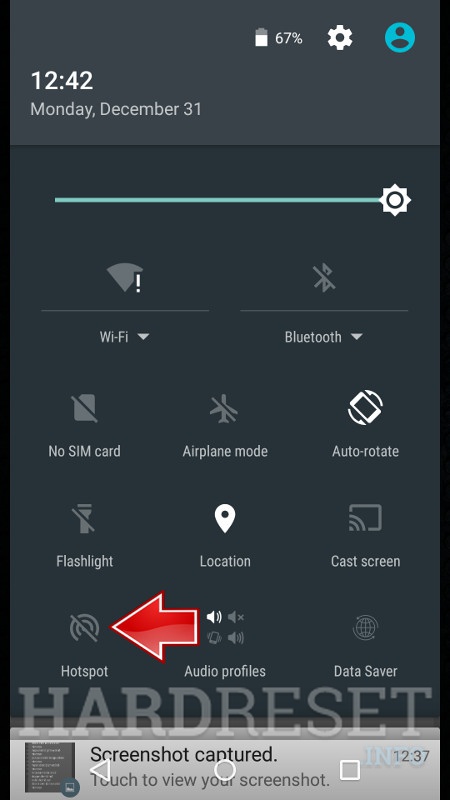 67%
12:42
Monday, December 31
!
Wi-Fi
Bluetooth
No SIM card
Airplane mode
Auto-rotate
Flashlight
Location
Cast screen
Hotspot
Audio profiles
Data Saver
HARDRESET
INFO
Screenshot captured.
12:37
Touch to view your screenshot.